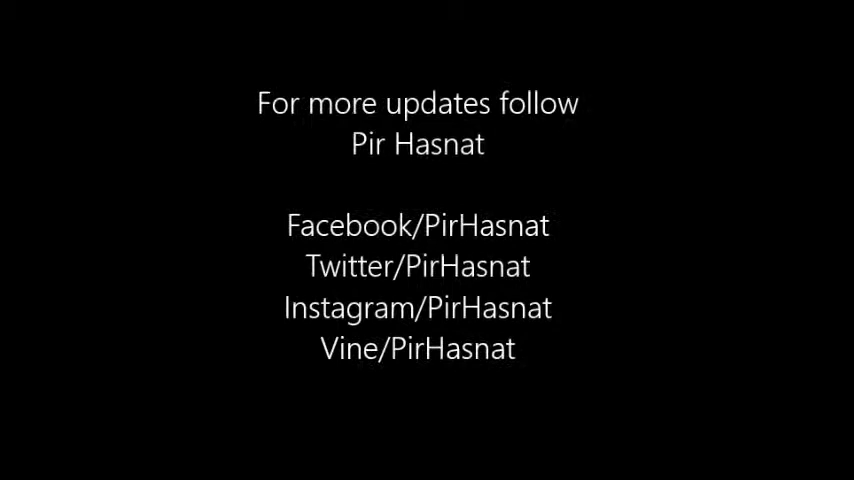 For more updates follow
Pir Hasnat
Facebook/PirHasnat
Twitter/PirHasnat
Instagram/PirHasnat
Vine/PirHasnat